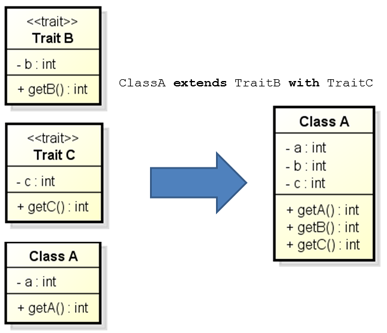 <<trait>>
Trait B
- b : int
+ getB() : int
ClassA extends TraitB with TraitC
<<trait>>
Trait C
- c : int
+ getC() : int
Class A
- a : int
+ getA() : int
Class A
- a : int
- b : int
- c : int
+ getA() : int
+ getB() : int
+ getC() : int